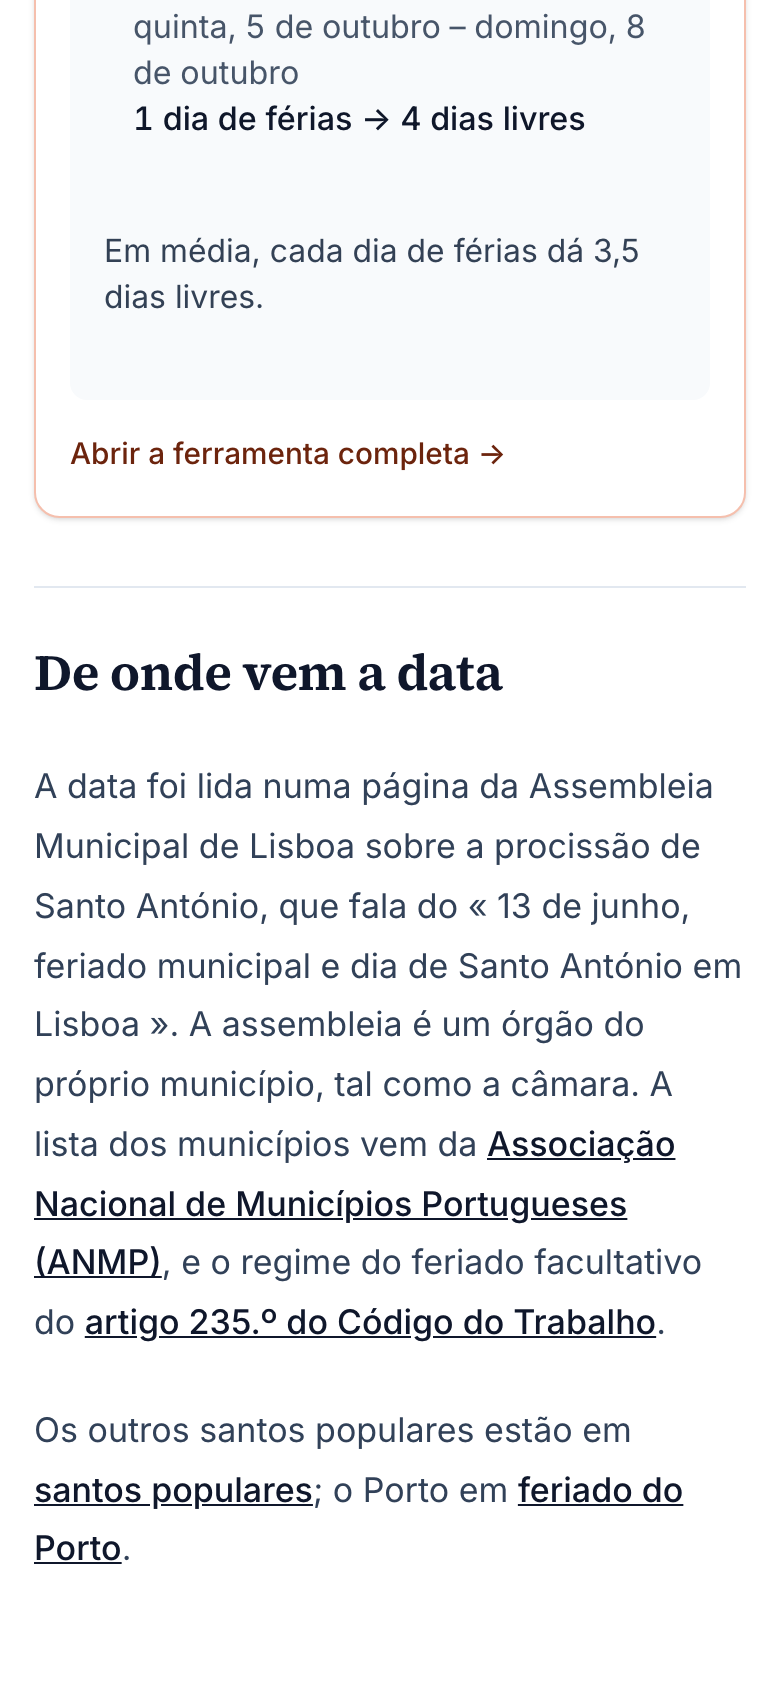 quinta, 5 de outubro – domingo, 8
de outubro
1 dia de férias → 4 dias livres
Em média, cada dia de férias dá 3,5
dias livres.
Abrir a ferramenta completa →
De onde vem a data
A data foi lida numa página da Assembleia
Municipal de Lisboa sobre a procissão de
Santo António, que fala do « 13 de junho,
feriado municipal e dia de Santo António em
Lisboa ». A assembleia é um órgão do
próprio município, tal como a câmara. A
lista dos municípios vem da Associação
Nacional de Municípios Portugueses
(ANMP), e o regime do feriado facultativo
do artigo 235.º do Código do Trabalho.
Os outros santos populares estão em
santos populares; o Porto em feriado do
Porto.